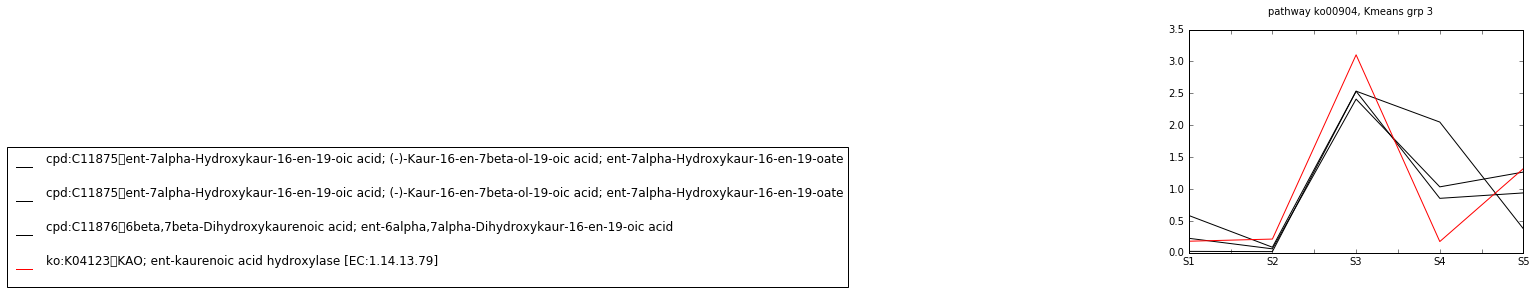 pathway ko00904, Kmeans grp 3
3.5
3.0
2.5
2.0
1.5
1.0
0.5
0.0
S1 S2 S3 S4 S5
cpd:C11875▯ent-7alpha-Hydroxykaur-16-en-19-oic acid; (-)-Kaur-16-en-7beta-ol-19-oic acid; ent-7alpha-Hydroxykaur-16-en-19-oate
cpd:C11875▯ent-7alpha-Hydroxykaur-16-en-19-oic acid; (-)-Kaur-16-en-7beta-ol-19-oic acid; ent-7alpha-Hydroxykaur-16-en-19-oate
cpd:C11876▯6beta,7beta-Dihydroxykaurenoic acid; ent-6alpha,7alpha-Dihydroxykaur-16-en-19-oic acid
ko:K04123▯KAO; ent-kaurenoic acid hydroxylase [EC:1.14.13.79]